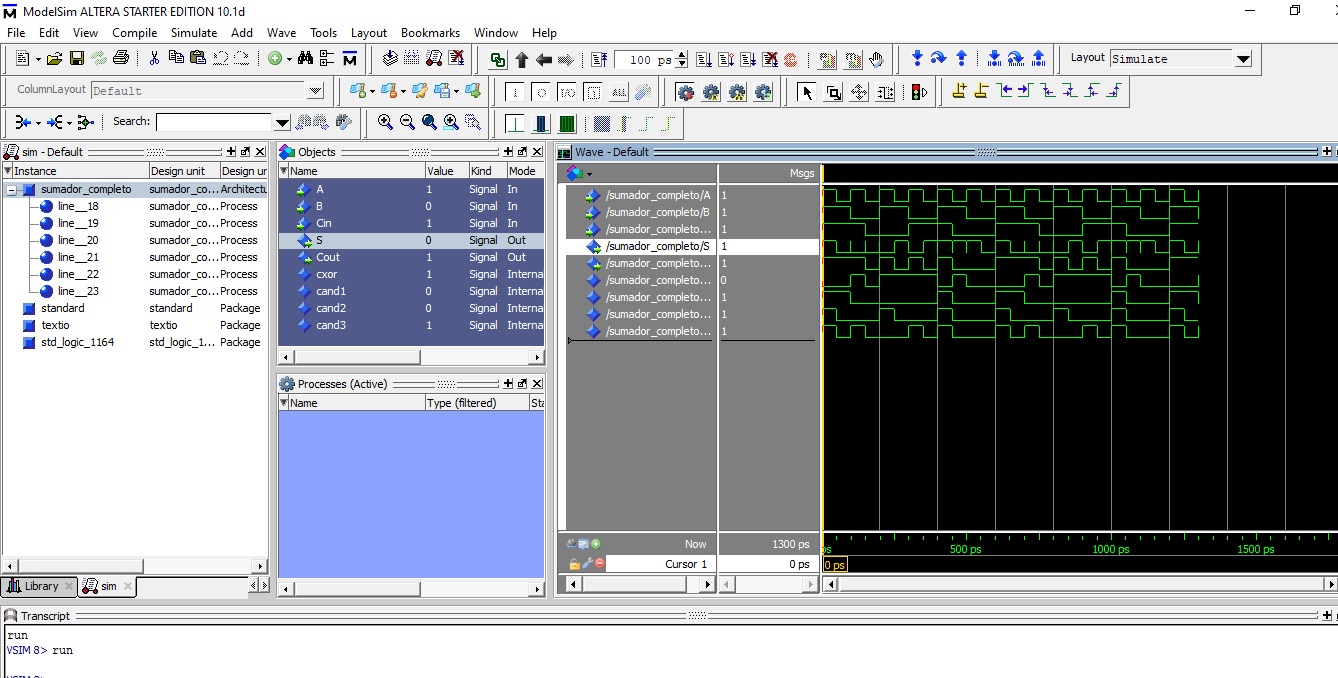 ModelSim ALTERA STARTER EDITION 10.1d
File Edit View Compile Simulate Add Wave Tools Layout Bookmarks Window Help
100 ps
Layout Simulate
ColumnLayout Default
ALL
Search:
sim - Default
Instance Design unit Design ur
sumador_completo sumador_co... Architectu
line__18 sumador_co... Process
line__19 sumador_co... Process
line__20 sumador_co... Process
line__21 sumador_co... Process
line__22 sumador_co... Process
line__23 sumador_co... Process
standard standard Package
textio textio Package
std_logic_1164 std_logic_1... Package
Library sim
Objects
Name Value Kind Mode
A 1 Signal In
B 0 Signal In
Cin 1 Signal In
S 0 Signal Out
Cout 1 Signal Out
cxor 1 Signal Interna
cand1 0 Signal Interna
cand2 0 Signal Interna
cand3 1 Signal Interna
Processes (Active)
Name Type (filtered) Sta
Wave - Default
Msgs
/sumador_completo/A 1
/sumador_completo/B 1
/sumador_completo... 1
/sumador_completo/S 1
/sumador_completo... 1
/sumador_completo... 0
/sumador_completo... 1
/sumador_completo... 1
/sumador_completo... 1
Now 1300 ps
Cursor 1 0 ps
ps 500 ps 1000 ps 1500 ps
0 ps
Transcript
run
VSIM 8> run